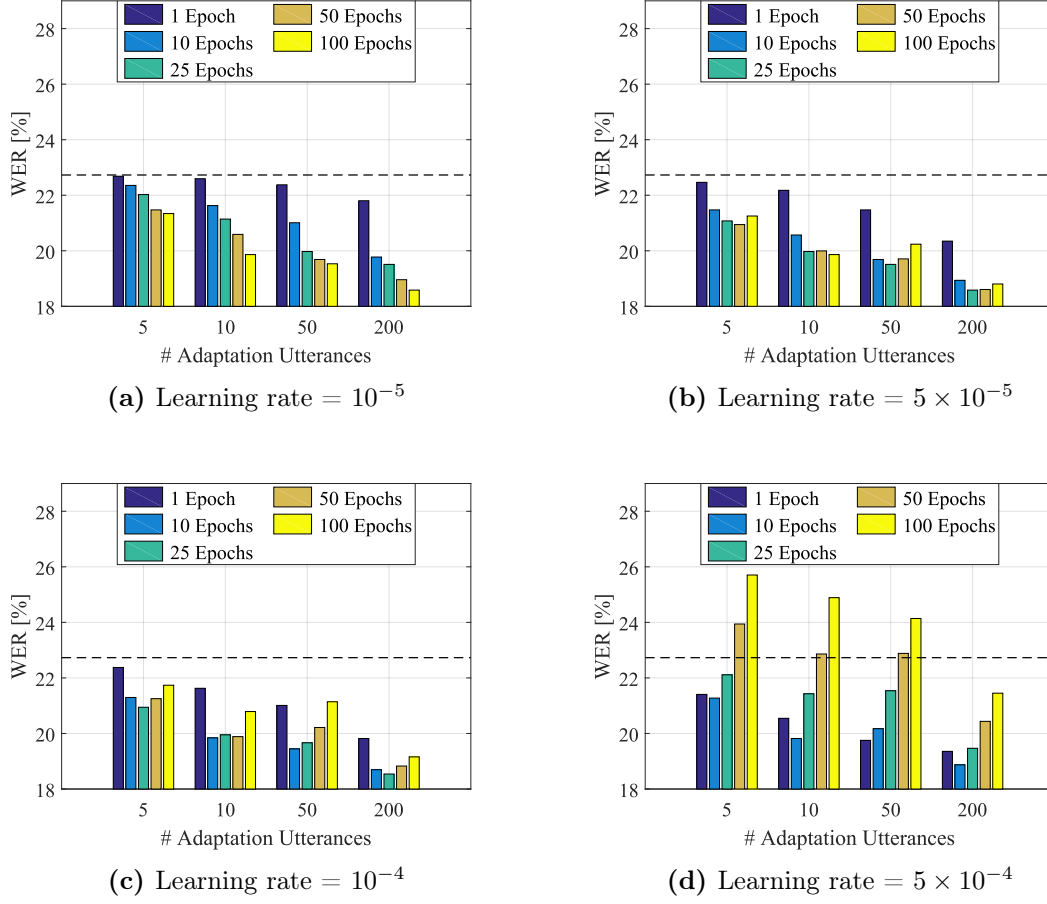 1 Epoch
10 Epochs
25 Epochs
50 Epochs
100 Epochs
WER [%]
28
26
24
22
20
18
5 10 50 200
# Adaptation Utterances
(a) Learning rate = 10⁻⁵
1 Epoch
10 Epochs
25 Epochs
50 Epochs
100 Epochs
WER [%]
28
26
24
22
20
18
5 10 50 200
# Adaptation Utterances
(b) Learning rate = 5 × 10⁻⁵
1 Epoch
10 Epochs
25 Epochs
50 Epochs
100 Epochs
WER [%]
28
26
24
22
20
18
5 10 50 200
# Adaptation Utterances
(c) Learning rate = 10⁻⁴
1 Epoch
10 Epochs
25 Epochs
50 Epochs
100 Epochs
WER [%]
28
26
24
22
20
18
5 10 50 200
# Adaptation Utterances
(d) Learning rate = 5 × 10⁻⁴